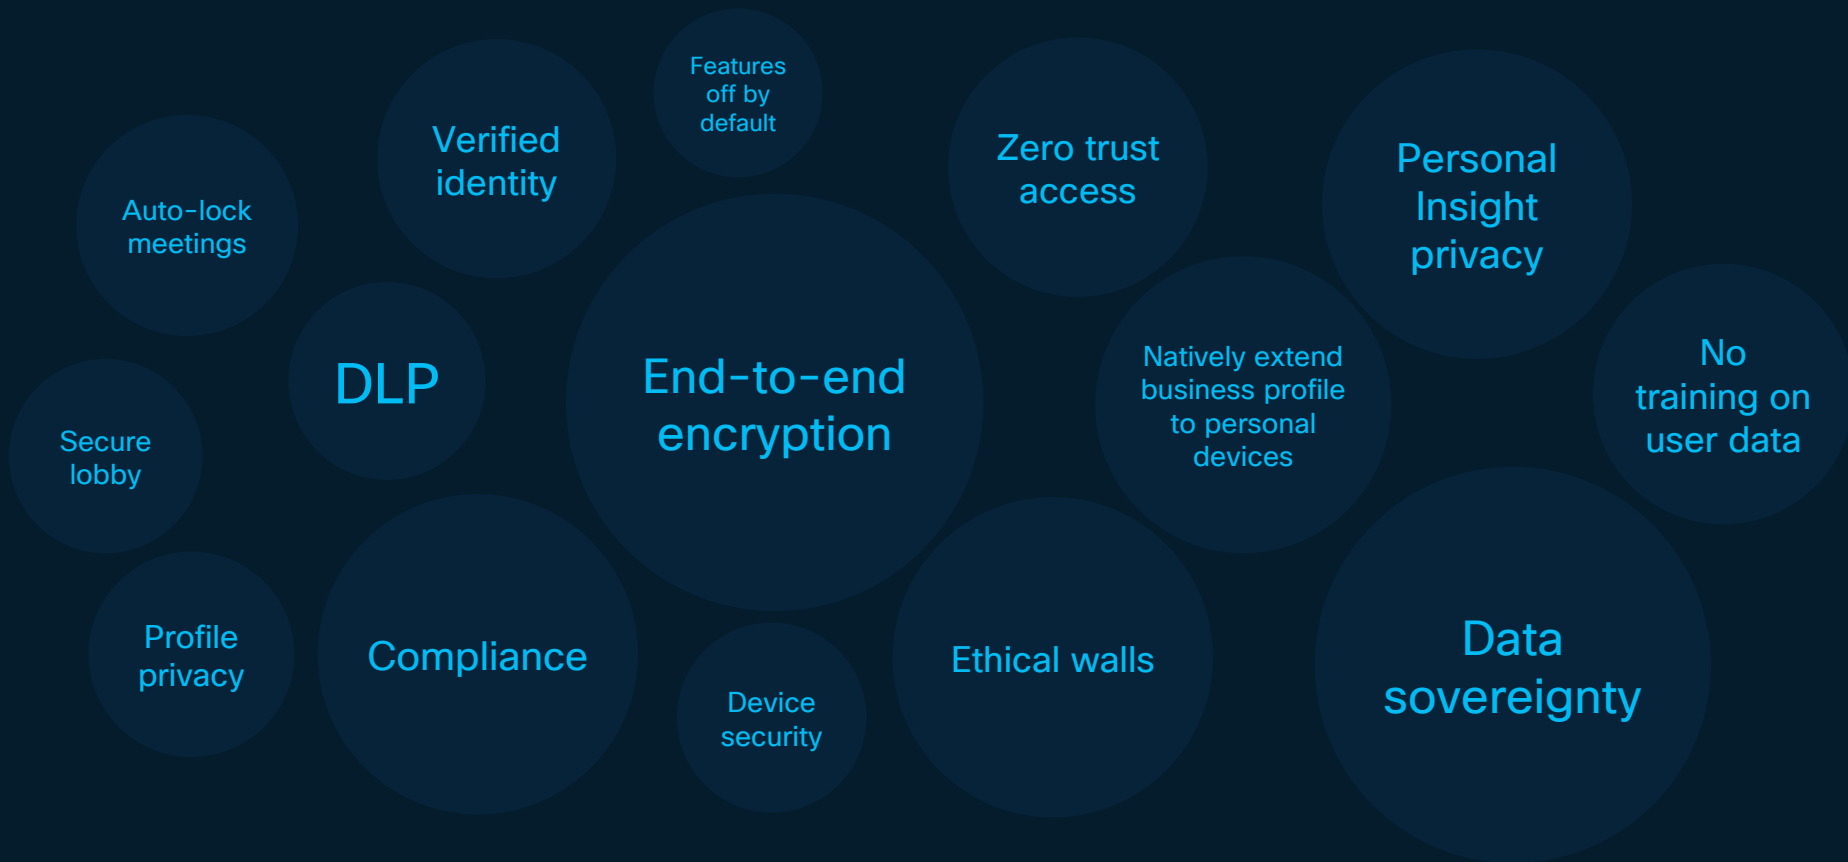 Features
off by
default
Verified
identity
Zero trust
access
Personal
Insight
privacy
Auto-lock
meetings
DLP
End-to-end
encryption
Natively extend
business profile
to personal
devices
No
training on
user data
Secure
lobby
Profile
privacy
Compliance
Device
security
Ethical walls
Data
sovereignty